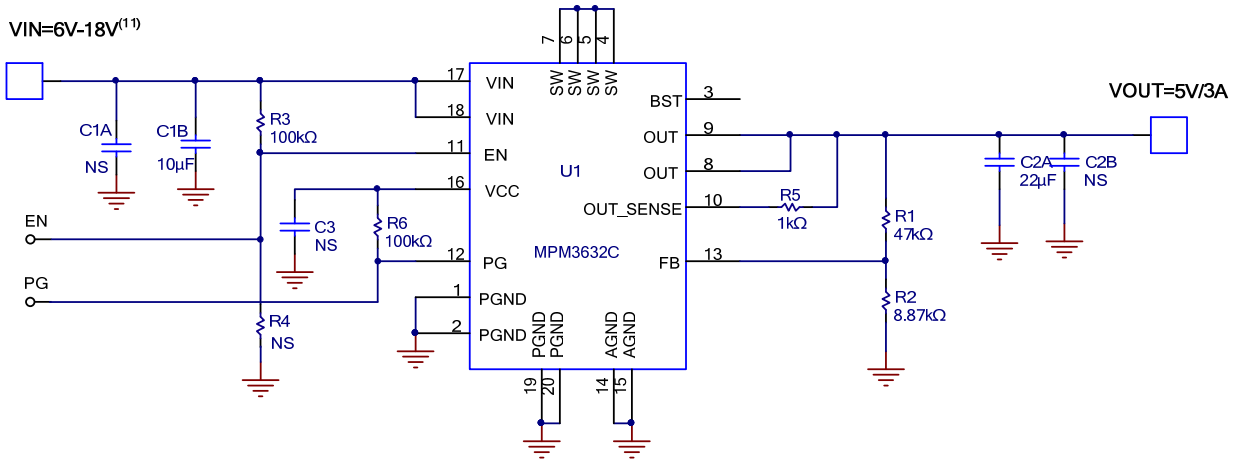 VIN=6V-18V(11)
7
6
5
4
SW
SW
SW
SW
17
VIN
BST
3
VOUT=5V/3A
C1A
NS
C1B
10µF
R3
100kΩ
18
VIN
OUT
9
11
EN
U1
OUT
8
C2A
22µF
C2B
NS
16
VCC
R5
1kΩ
OUT_SENSE
10
EN
C3
NS
R6
100kΩ
R1
47kΩ
MPM3632C
12
PG
FB
13
PG
1
PGND
R2
8.87kΩ
R4
NS
2
PGND
PGND
PGND
AGND
AGND
19
20
14
15